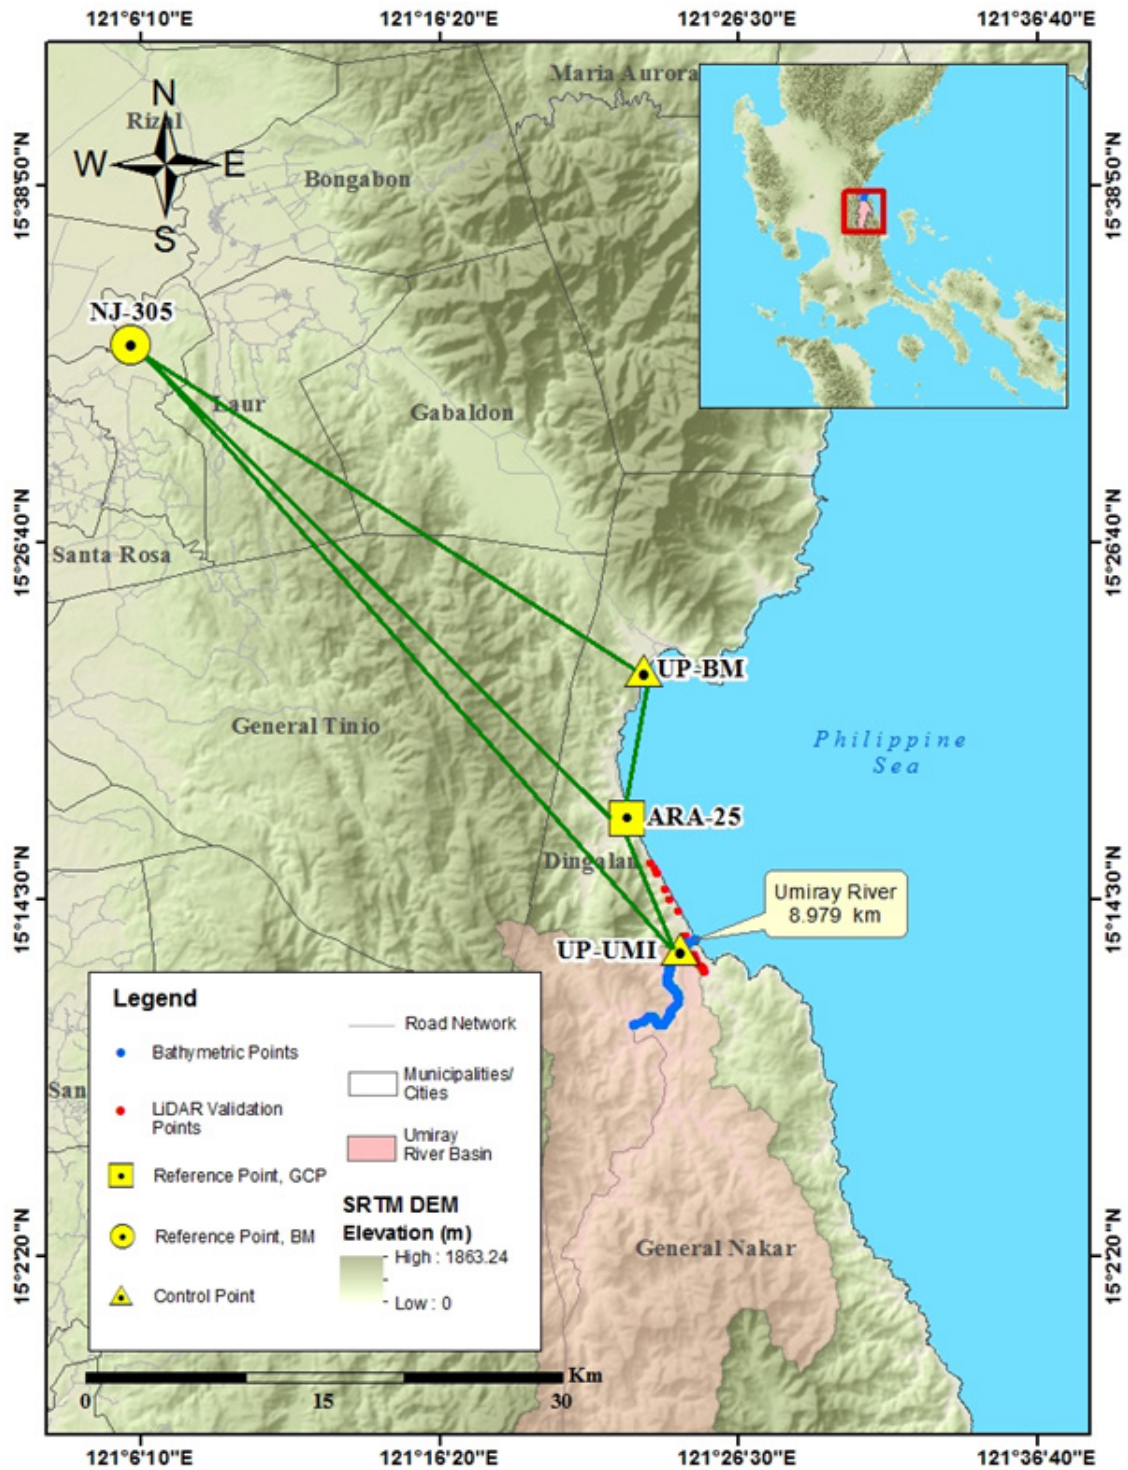 121°6'10"E
121°16'20"E
121°26'30"E
121°36'40"E
Maria Aurora
N
Rizal
W
E
S
Bongabon
15°38'50"N
15°38'50"N
NJ-305
Laur
Gabaldon
15°26'40"N
15°26'40"N
Santa Rosa
UP-BM
General Tinio
Philippine
Sea
ARA-25
Dingalan
15°14'30"N
15°14'30"N
Umiray River
8.979 km
UP-UMI
Legend
Bathymetric Points
LiDAR Validation
Points
Reference Point, GCP
Reference Point, BM
Control Point
Road Network
Municipalities/
Cities
Umiray
River Basin
SRTM DEM
Elevation (m)
High : 1863.24
Low : 0
San
General Nakar
15°2'20"N
15°2'20"N
Km
0
15
30
121°6'10"E
121°16'20"E
121°26'30"E
121°36'40"E